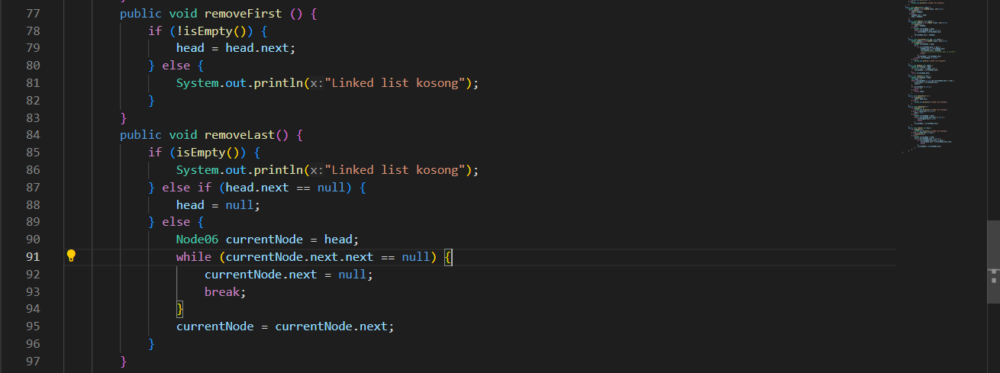 77 public void removeFirst () {
78 if (!isEmpty()) {
79 head = head.next;
80 } else {
81 System.out.println(x:"Linked list kosong");
82 }
83 }
84 public void removeLast() {
85 if (isEmpty()) {
86 System.out.println(x:"Linked list kosong");
87 } else if (head.next == null) {
88 head = null;
89 } else {
90 Node06 currentNode = head;
91 while (currentNode.next.next == null) {
92 currentNode.next = null;
93 break;
94 }
95 currentNode = currentNode.next;
96 }
97 }